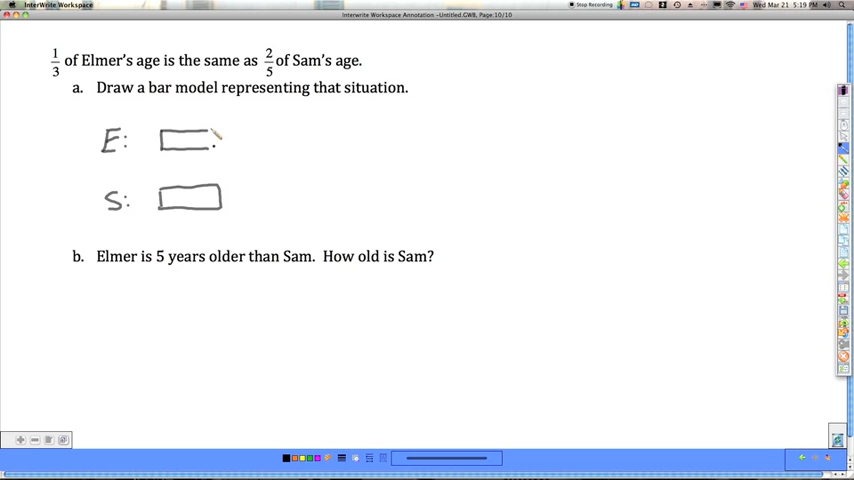 InterWrite Workspace
Stop Recording
Wed Mar 21 5:19 PM
Interwrite Workspace Annotation -Untitled.GWB, Page:10/10
1/3 of Elmer's age is the same as 2/5 of Sam's age.
a. Draw a bar model representing that situation.
E:
S:
b. Elmer is 5 years older than Sam. How old is Sam?